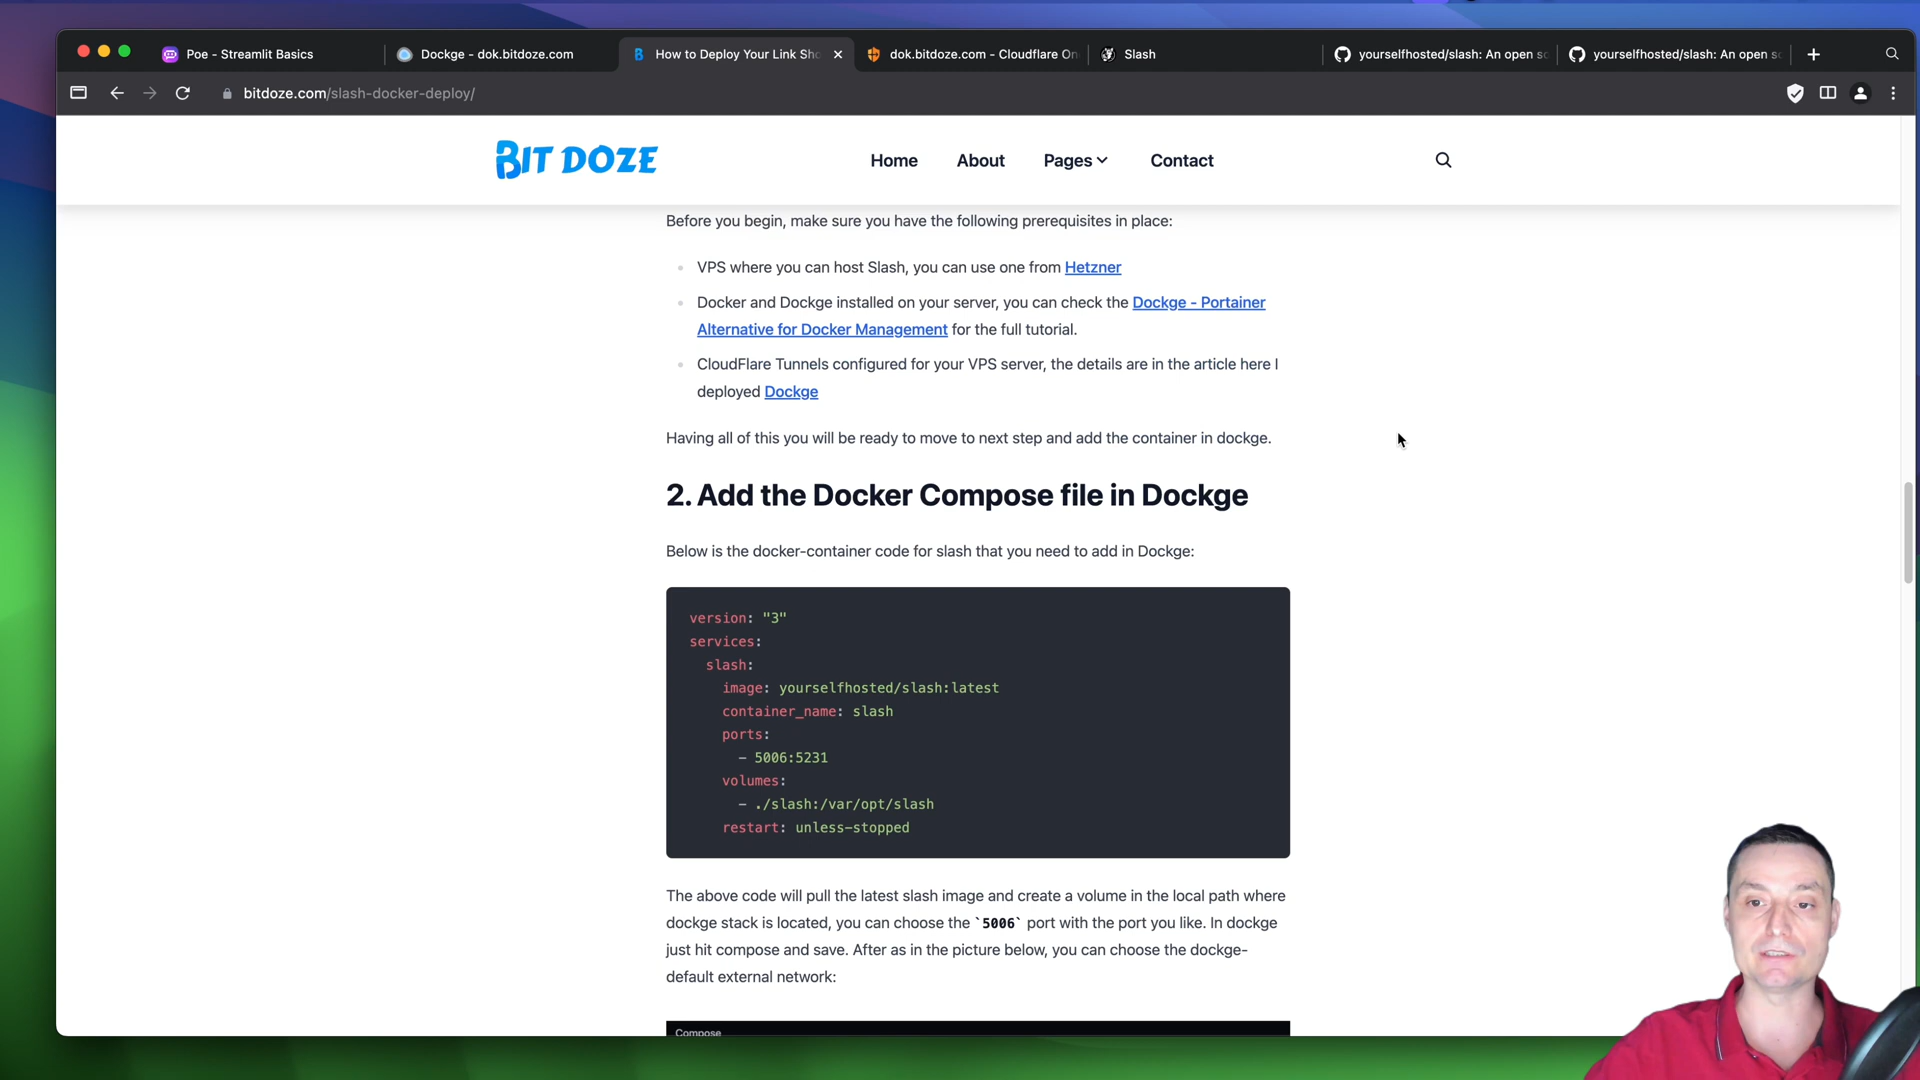 Poe - Streamlit Basics
Dockge - dok.bitdoze.com
How to Deploy Your Link Sho
dok.bitdoze.com - Cloudflare On
Slash
yourselfhosted/slash: An open so
yourselfhosted/slash: An open so
bitdoze.com/slash-docker-deploy/
BIT DOZE
Home
About
Pages
Contact
Before you begin, make sure you have the following prerequisites in place:
VPS where you can host Slash, you can use one from Hetzner
Docker and Dockge installed on your server, you can check the Dockge - Portainer
Alternative for Docker Management for the full tutorial.
CloudFlare Tunnels configured for your VPS server, the details are in the article here I
deployed Dockge
Having all of this you will be ready to move to next step and add the container in dockge.
2. Add the Docker Compose file in Dockge
Below is the docker-container code for slash that you need to add in Dockge:
version: "3"
services:
slash:
image: yourselfhosted/slash:latest
container_name: slash
ports:
- 5006:5231
volumes:
- ./slash:/var/opt/slash
restart: unless-stopped
The above code will pull the latest slash image and create a volume in the local path where
dockge stack is located, you can choose the `5006` port with the port you like. In dockge
just hit compose and save. After as in the picture below, you can choose the dockge-
default external network:
Compose